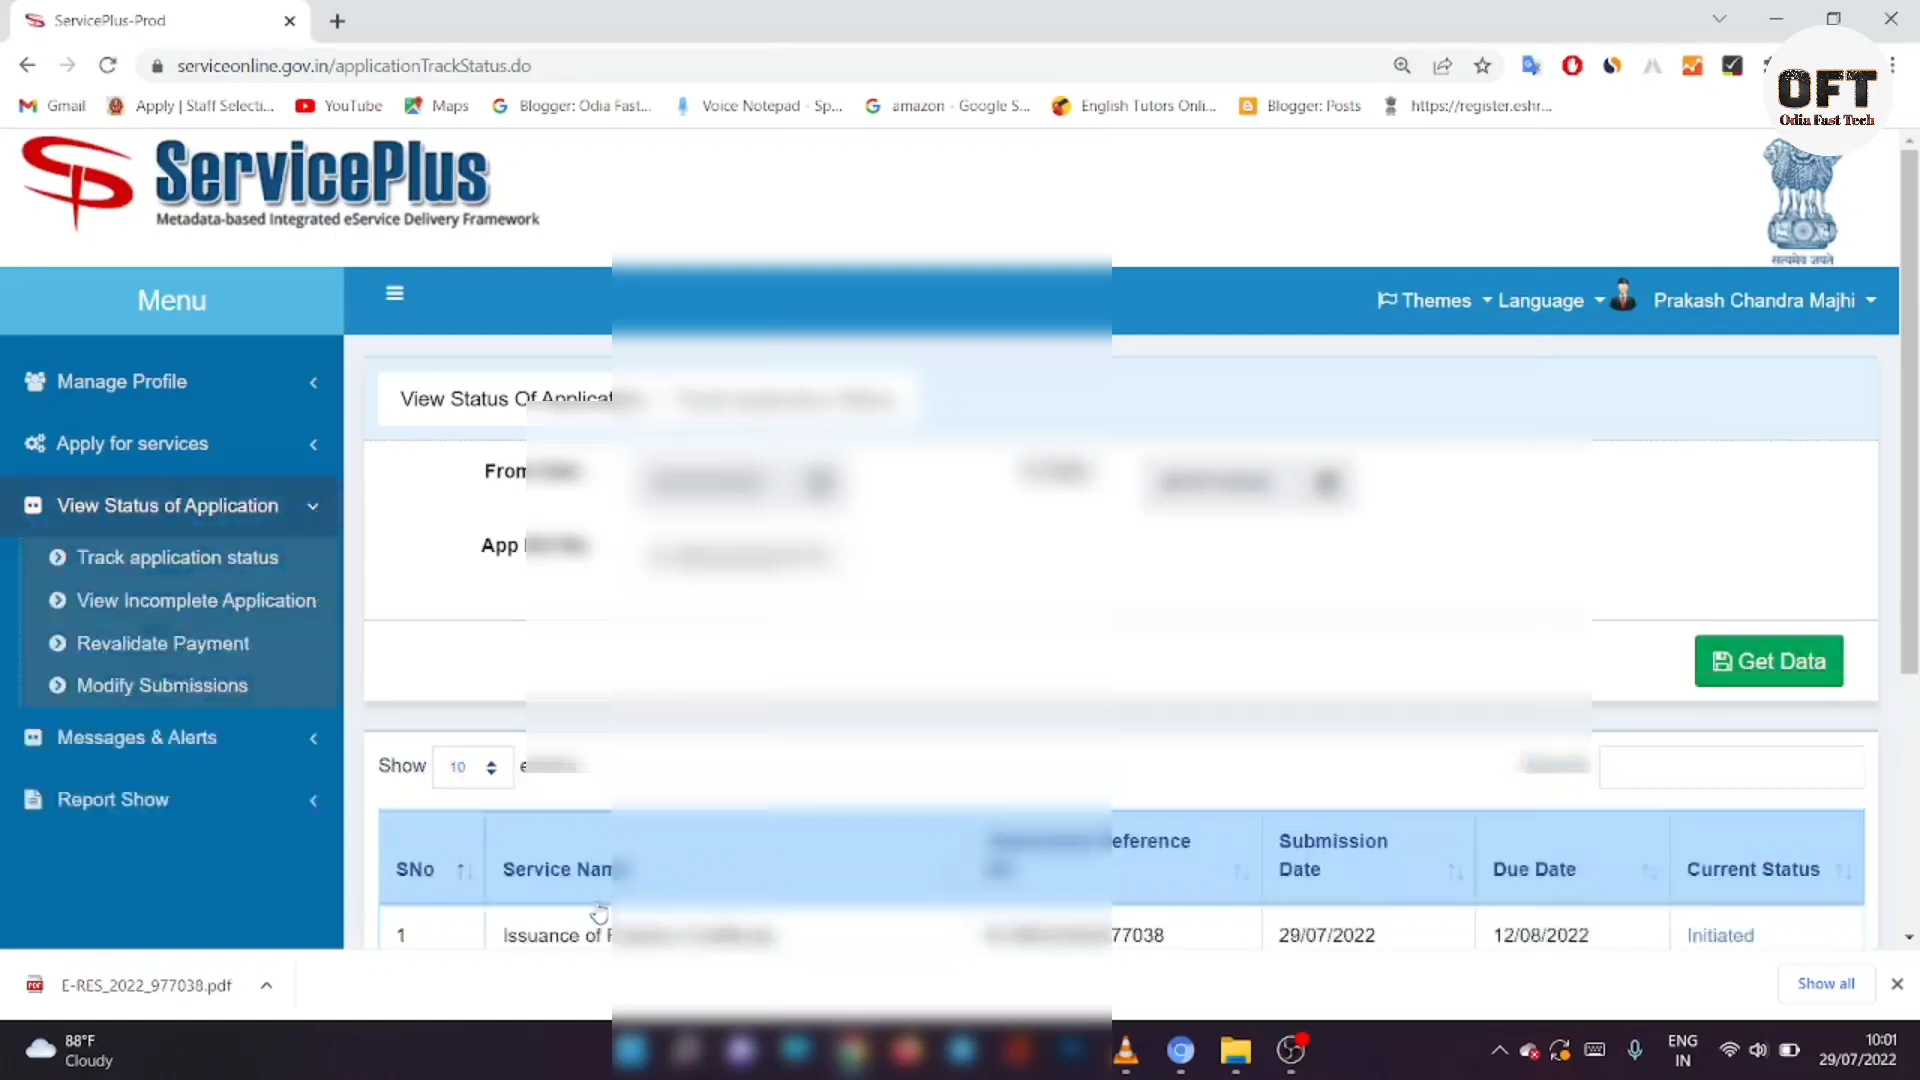 ServicePlus-Prod
serviceonline.gov.in/applicationTrackStatus.do
Gmail
Apply | Staff Selecti...
YouTube
Maps
Blogger: Odia Fast...
Voice Notepad - Sp...
amazon - Google S...
English Tutors Onli...
Blogger: Posts
https://register.eshr...
OFT
Odia Fast Tech
ServicePlus
Metadata-based Integrated eService Delivery Framework
सत्यमेव जयते
Menu
Themes
Language
Prakash Chandra Majhi
Manage Profile
Apply for services
View Status of Application
Track application status
View Incomplete Application
Revalidate Payment
Modify Submissions
Messages & Alerts
Report Show
View Status Of
From
App
Get Data
Show 10
SNo
Service
Submission
Date
Due Date
Current Status
1
Issuance of
77038
29/07/2022
12/08/2022
Initiated
E-RES_2022_977038.pdf
Show all
88°F
Cloudy
ENG
IN
10:01
29/07/2022